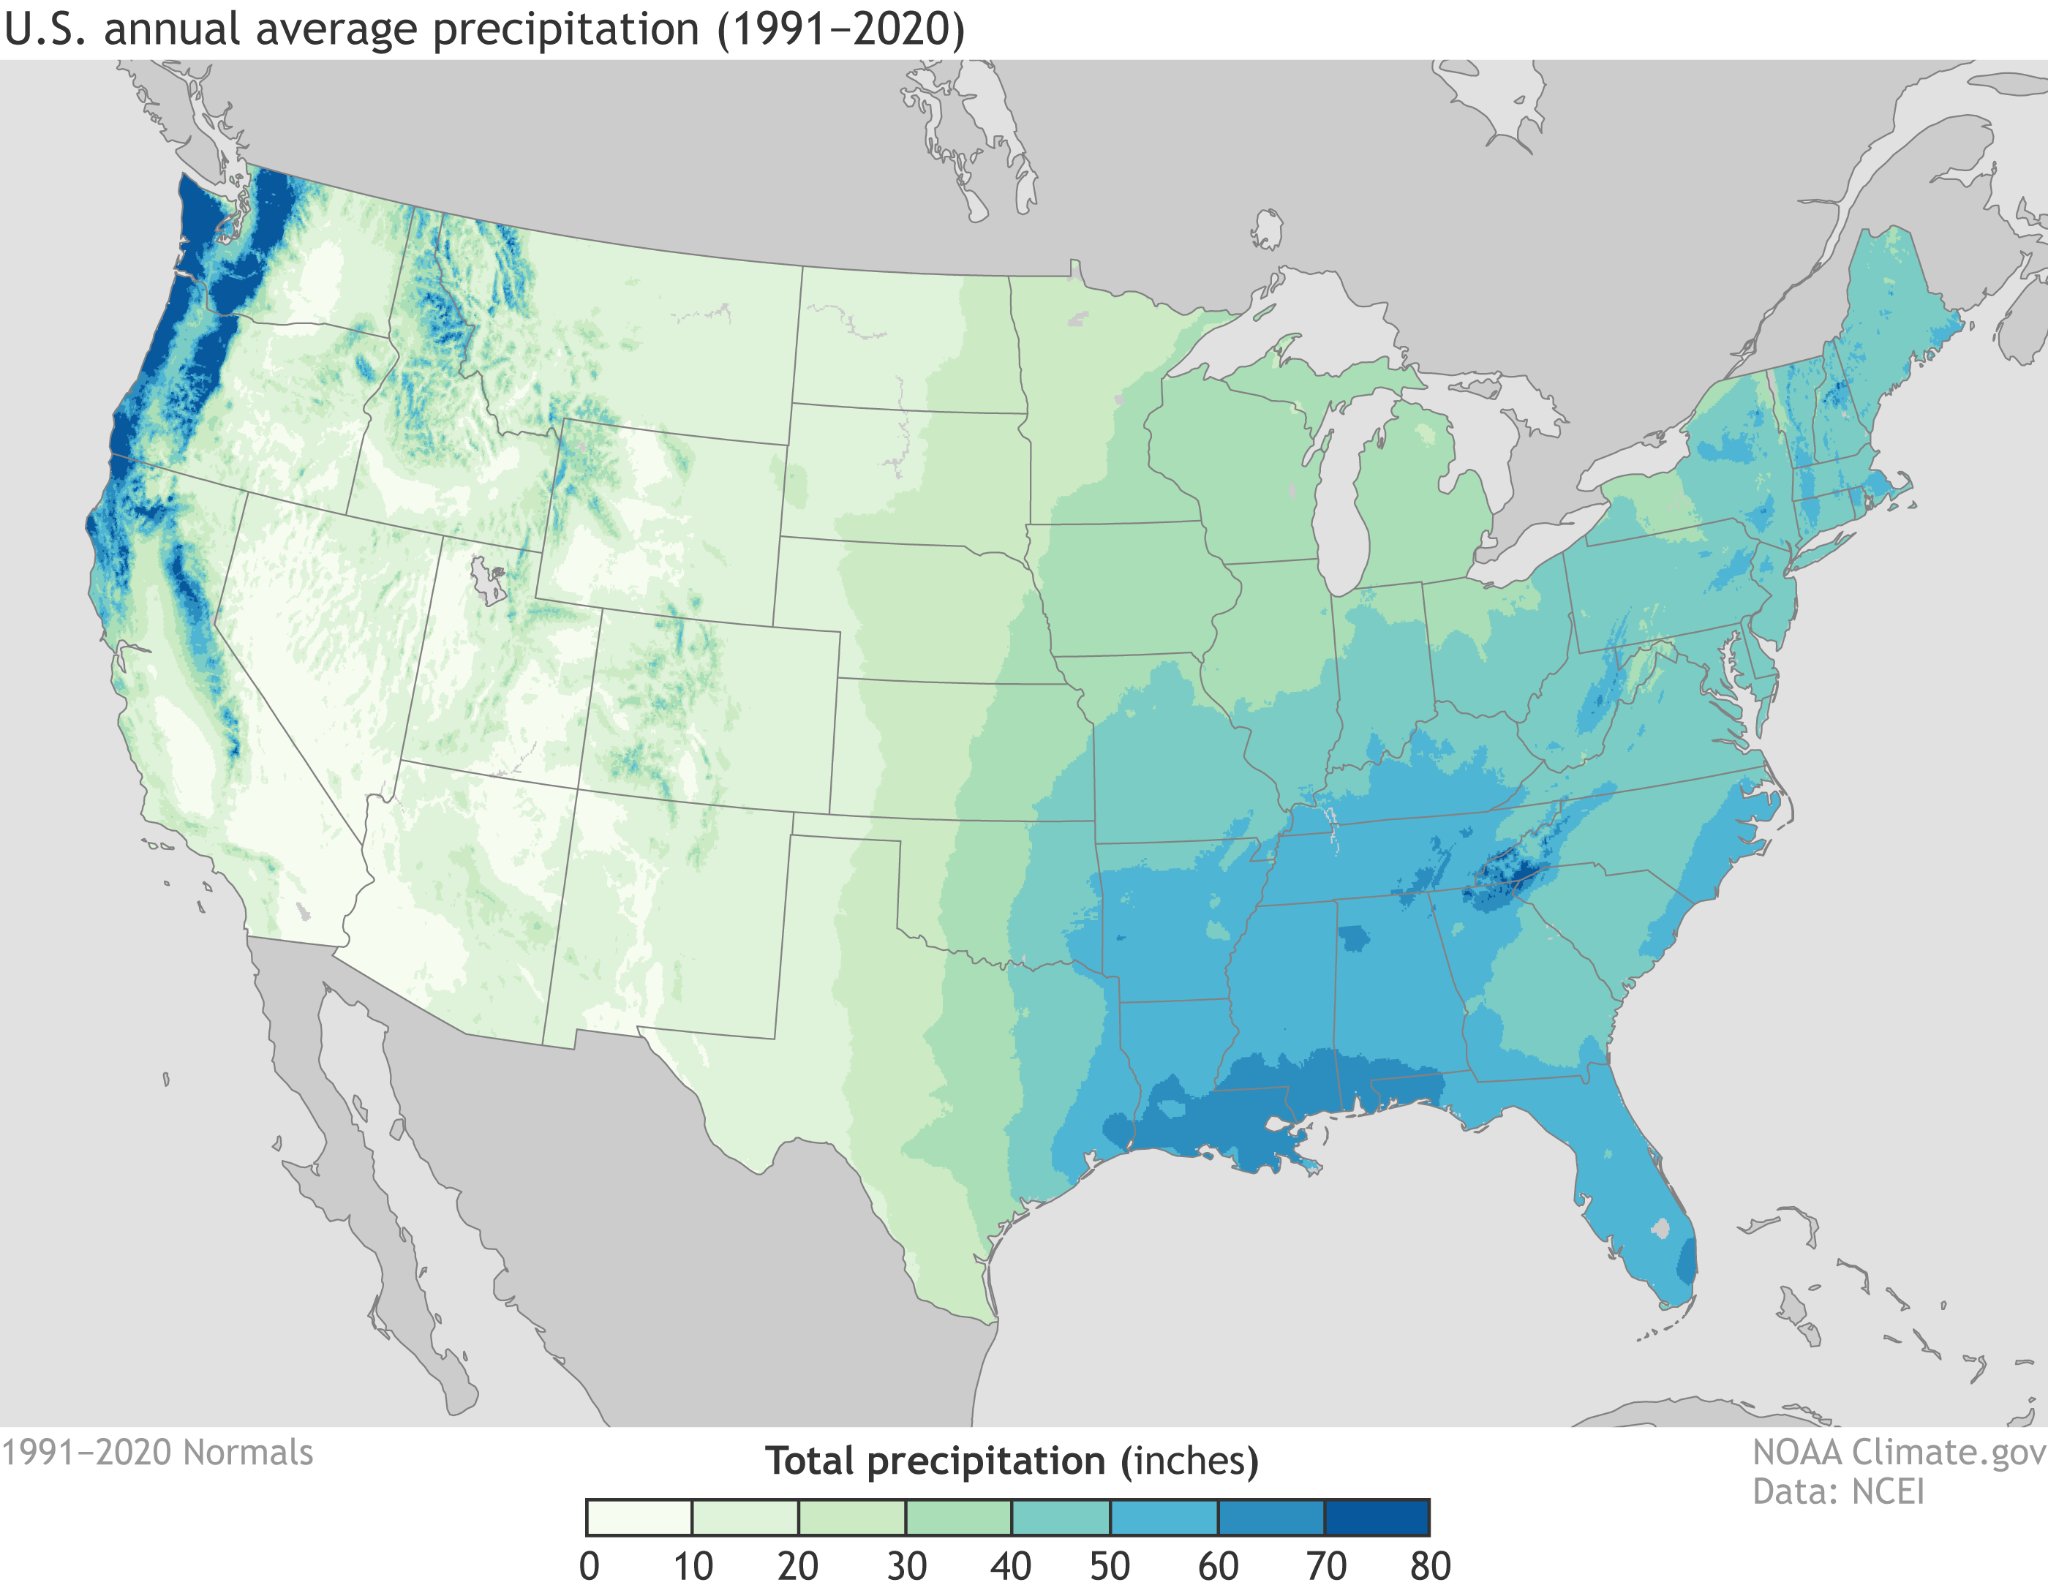 U.S. annual average precipitation (1991–2020)
1991–2020 Normals
Total precipitation (inches)
NOAA Climate.gov
Data: NCEI
0 10 20 30 40 50 60 70 80